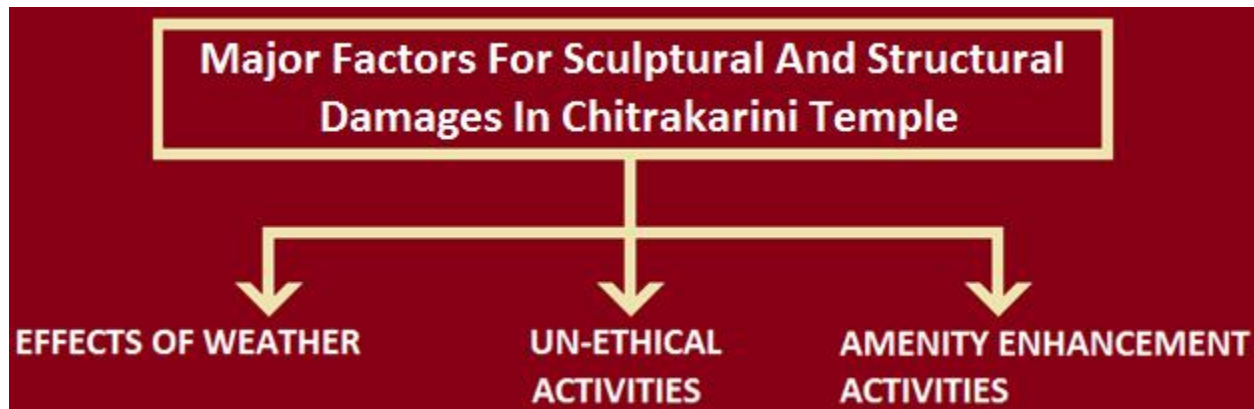 Major Factors For Sculptural And Structural
Damages In Chitrakarini Temple
EFFECTS OF WEATHER
UN-ETHICAL
ACTIVITIES
AMENITY ENHANCEMENT
ACTIVITIES